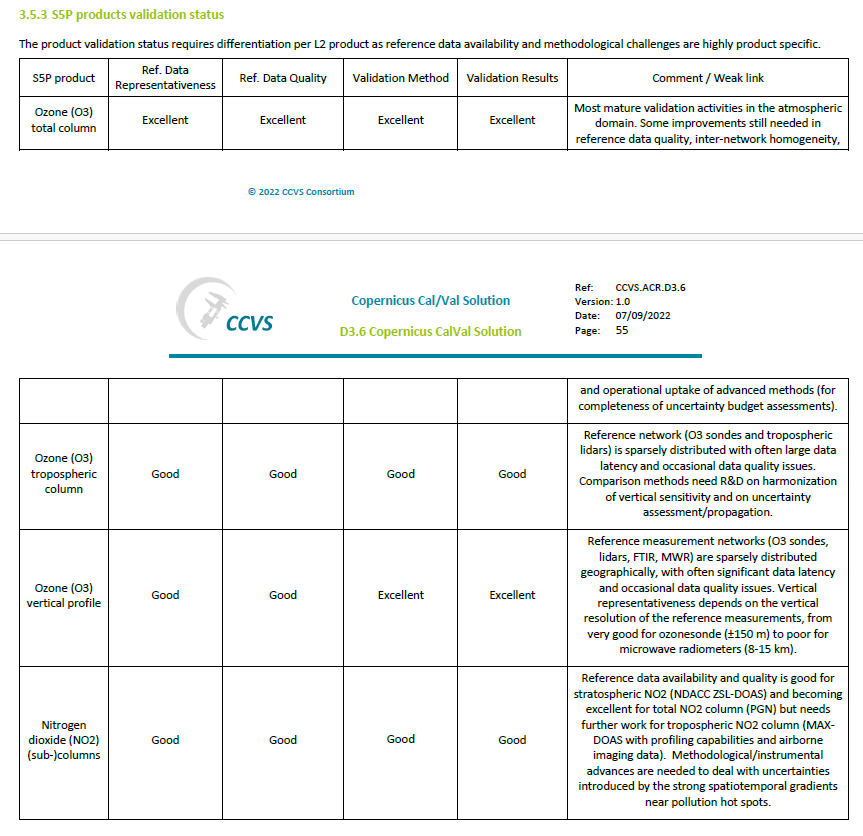 3.5.3 S5P products validation status
The product validation status requires differentiation per L2 product as reference data availability and methodological challenges are highly product specific.
S5P product
Ref. Data
Representativeness
Ref. Data Quality
Validation Method
Validation Results
Comment / Weak link
Ozone (O3)
total column
Excellent
Excellent
Excellent
Excellent
Most mature validation activities in the atmospheric
domain. Some improvements still needed in
reference data quality, inter-network homogeneity,
© 2022 CCVS Consortium
CCVS
Copernicus Cal/Val Solution
D3.6 Copernicus CalVal Solution
Ref: CCVS.ACR.D3.6
Version: 1.0
Date: 07/09/2022
Page: 55
and operational uptake of advanced methods (for
completeness of uncertainty budget assessments).
Ozone (O3)
tropospheric
column
Good
Good
Good
Good
Reference network (O3 sondes and tropospheric
lidars) is sparsely distributed with often large data
latency and occasional data quality issues.
Comparison methods need R&D on harmonization
of vertical sensitivity and on uncertainty
assessment/propagation.
Ozone (O3)
vertical profile
Good
Good
Excellent
Excellent
Reference measurement networks (O3 sondes,
lidars, FTIR, MWR) are sparsely distributed
geographically, with often significant data latency
and occasional data quality issues. Vertical
representativeness depends on the vertical
resolution of the reference measurements, from
very good for ozonesonde (±150 m) to poor for
microwave radiometers (8-15 km).
Nitrogen
dioxide (NO2)
(sub-)columns
Good
Good
Good
Good
Reference data availability and quality is good for
stratospheric NO2 (NDACC ZSL-DOAS) and becoming
excellent for total NO2 column (PGN) but needs
further work for tropospheric NO2 column (MAX-
DOAS with profiling capabilities and airborne
imaging data). Methodological/instrumental
advances are needed to deal with uncertainties
introduced by the strong spatiotemporal gradients
near pollution hot spots.